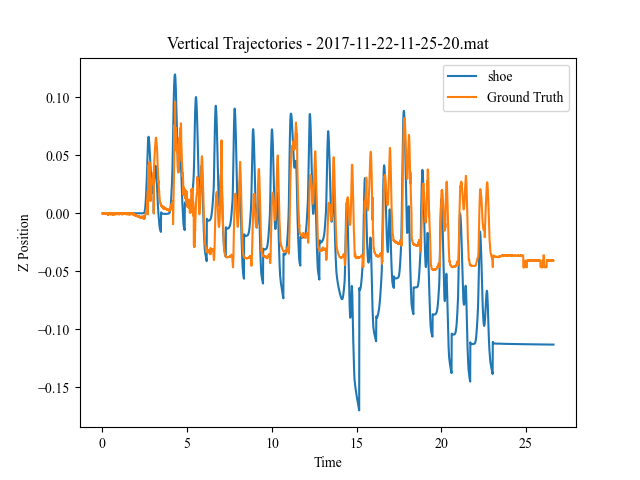 Vertical Trajectories - 2017-11-22-11-25-20.mat
shoe
Ground Truth
Z Position
0.10
0.05
0.00
−0.05
−0.10
−0.15
0
5
10
15
20
25
Time